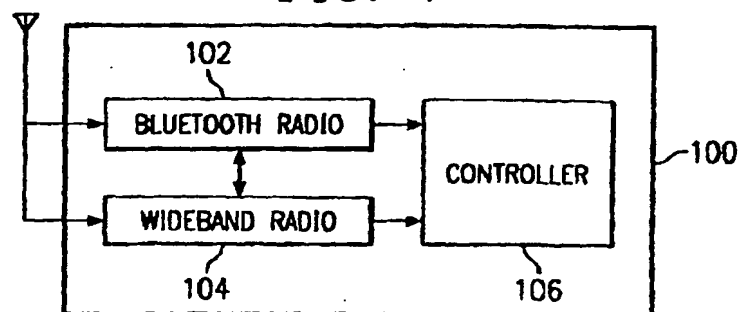 102
BLUETOOTH RADIO
CONTROLLER
100
WIDEBAND RADIO
104
106